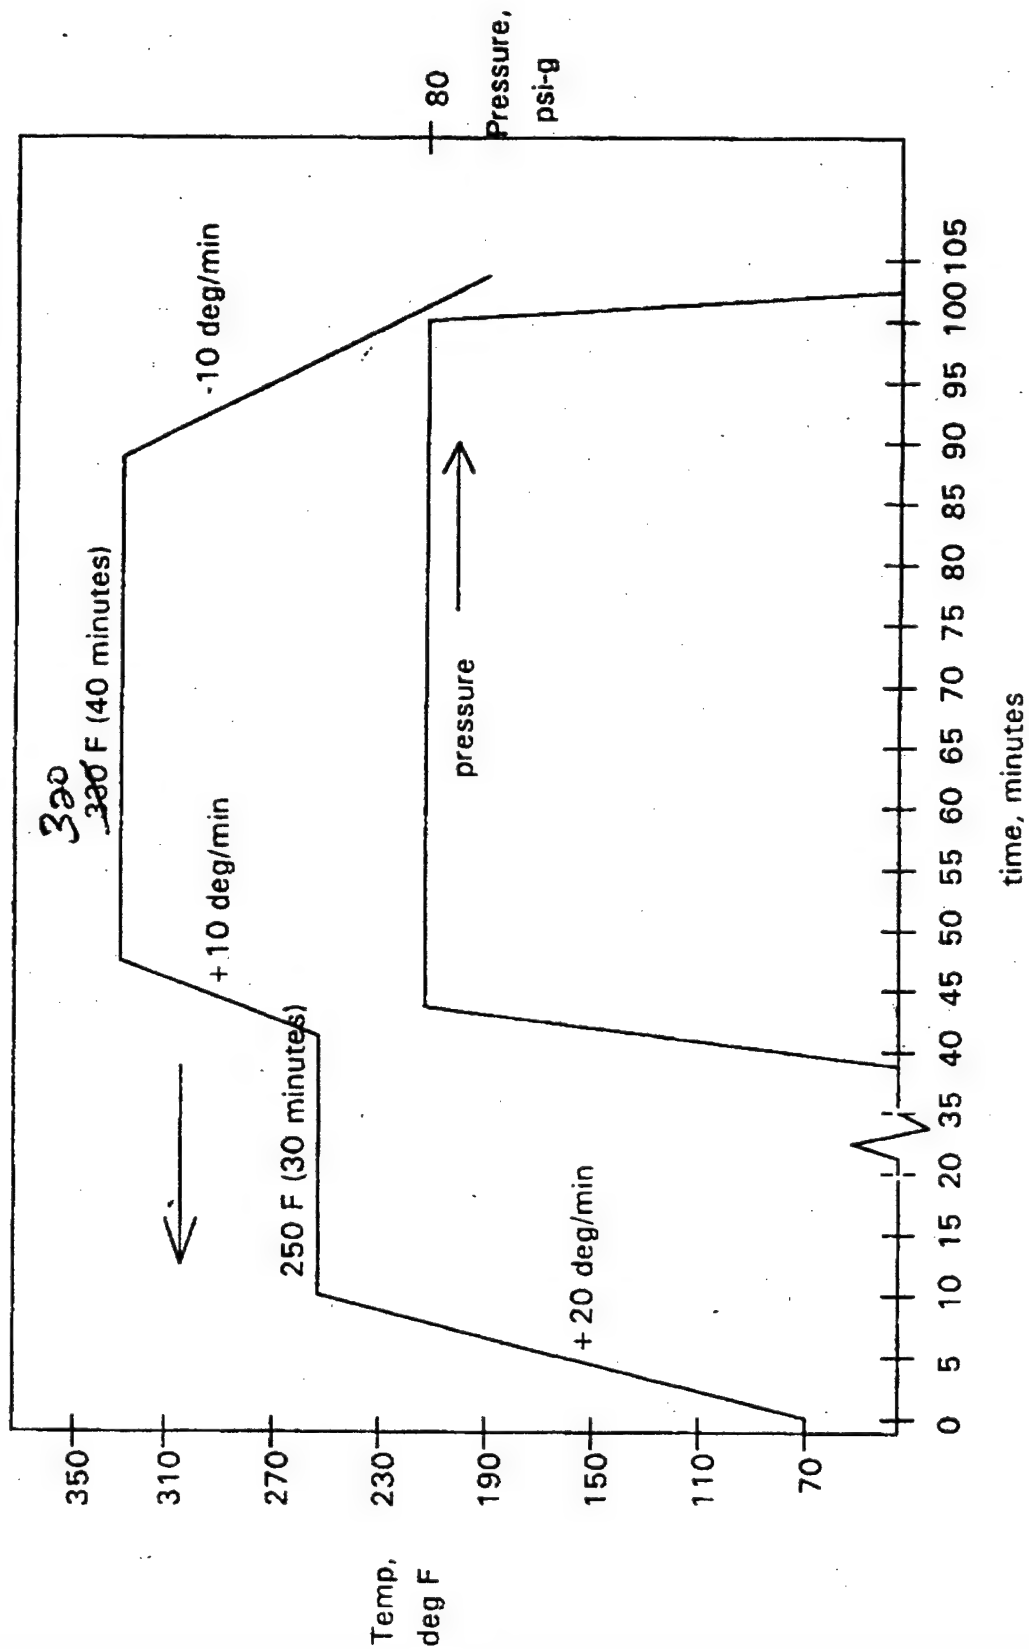 320
330 F (40 minutes)
-10 deg/min
+10 deg/min
250 F (30 minutes)
+20 deg/min
pressure
350
310
270
230
190
150
110
70
Temp,
deg F
80
Pressure,
psi-g
0 5 10 15 20 35 40 45 50 55 60 65 70 75 80 85 90 95 100 105
time, minutes